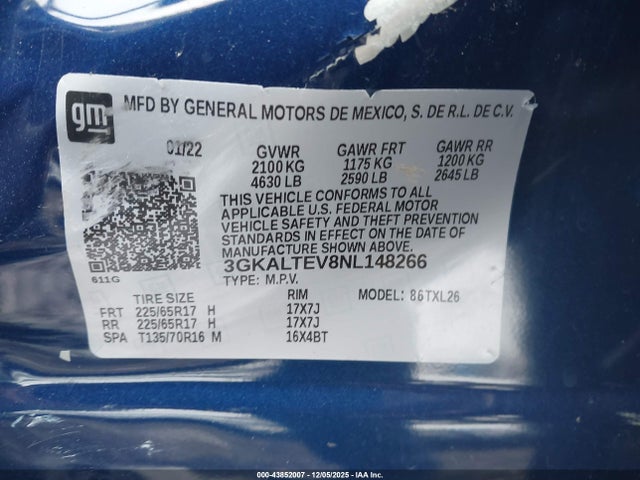 gm
MFD BY GENERAL MOTORS DE MEXICO, S. DE R.L. DE C.V.
01/22 GVWR GAWR FRT GAWR RR
2100 KG 1175 KG 1200 KG
4630 LB 2590 LB 2645 LB
THIS VEHICLE CONFORMS TO ALL
APPLICABLE U.S. FEDERAL MOTOR
VEHICLE SAFETY AND THEFT PREVENTION
STANDARDS IN EFFECT ON THE DATE OF
MANUFACTURE SHOWN ABOVE.
3GKALTEV8NL148266
611G
TYPE: M.P.V.
TIRE SIZE RIM MODEL: 86TXL26
FRT 225/65R17 H 17X7J
RR 225/65R17 H 17X7J
SPA T135/70R16 M 16X4BT
000-43852007 - 12/05/2025 - IAA Inc.